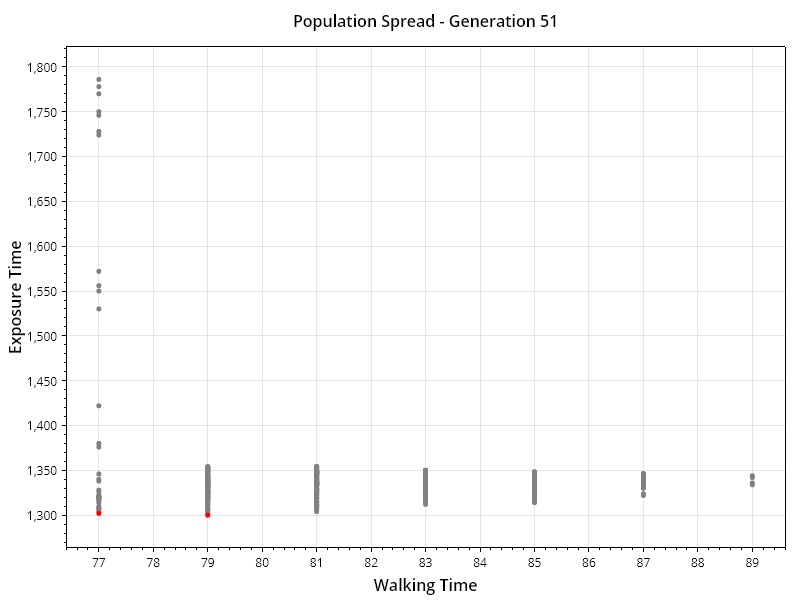 Population Spread - Generation 51
Exposure Time
1,800
1,750
1,700
1,650
1,600
1,550
1,500
1,450
1,400
1,350
1,300
77 78 79 80 81 82 83 84 85 86 87 88 89
Walking Time